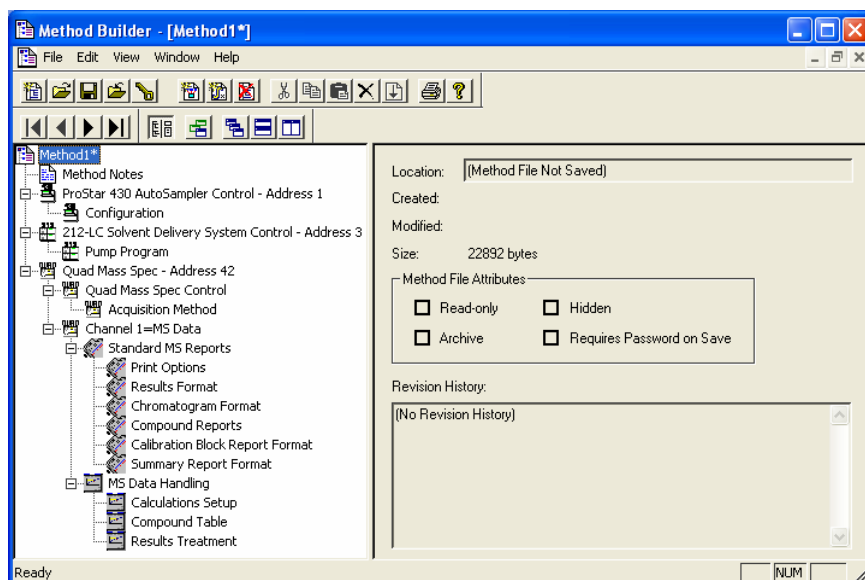 Method Builder - [Method1*]
File Edit View Window Help
Method1*
Method Notes
ProStar 430 AutoSampler Control - Address 1
Configuration
212-LC Solvent Delivery System Control - Address 3
Pump Program
Quad Mass Spec - Address 42
Quad Mass Spec Control
Acquisition Method
Channel 1=MS Data
Standard MS Reports
Print Options
Results Format
Chromatogram Format
Compound Reports
Calibration Block Report Format
Summary Report Format
MS Data Handling
Calculations Setup
Compound Table
Results Treatment
Location: (Method File Not Saved)
Created:
Modified:
Size: 22892 bytes
Method File Attributes
Read-only Hidden
Archive Requires Password on Save
Revision History:
(No Revision History)
Ready NUM